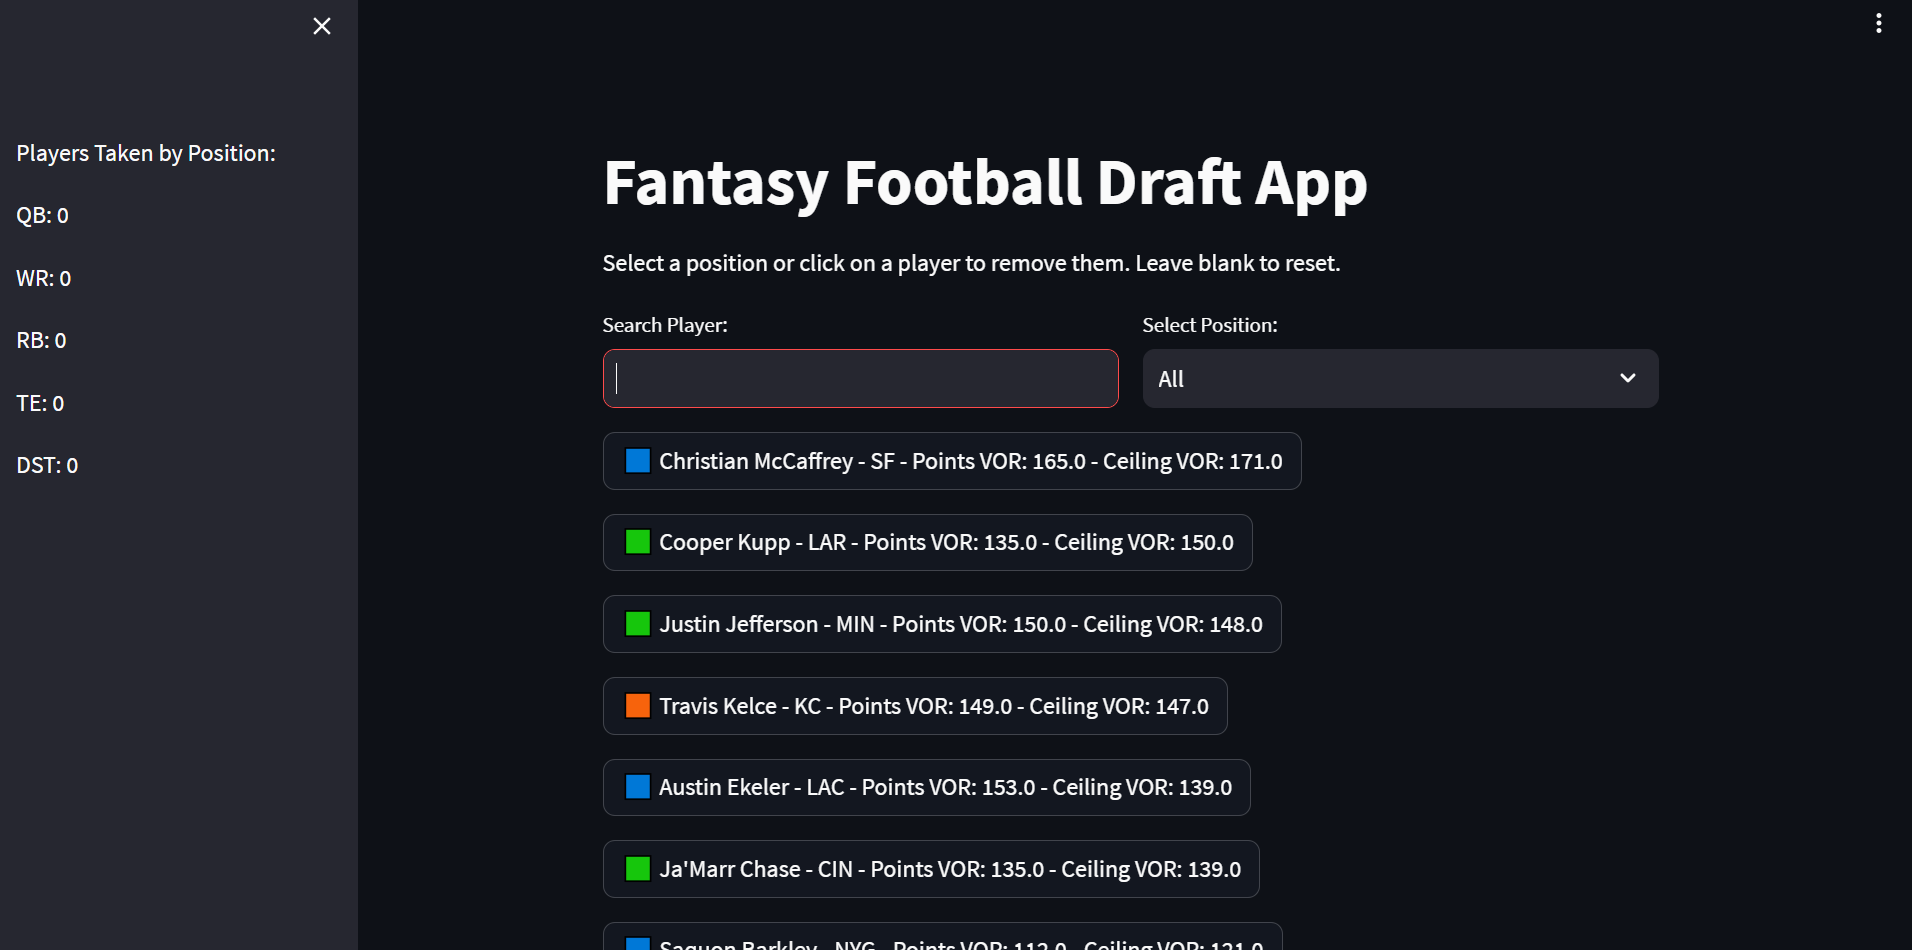 Players Taken by Position:
QB: 0
WR: 0
RB: 0
TE: 0
DST: 0
Fantasy Football Draft App
Select a position or click on a player to remove them. Leave blank to reset.
Search Player:
Select Position:
All
Christian McCaffrey - SF - Points VOR: 165.0 - Ceiling VOR: 171.0
Cooper Kupp - LAR - Points VOR: 135.0 - Ceiling VOR: 150.0
Justin Jefferson - MIN - Points VOR: 150.0 - Ceiling VOR: 148.0
Travis Kelce - KC - Points VOR: 149.0 - Ceiling VOR: 147.0
Austin Ekeler - LAC - Points VOR: 153.0 - Ceiling VOR: 139.0
Ja'Marr Chase - CIN - Points VOR: 135.0 - Ceiling VOR: 139.0
Saquon Barkley - NYG - Points VOR: 112.0 - Ceiling VOR: 121.0